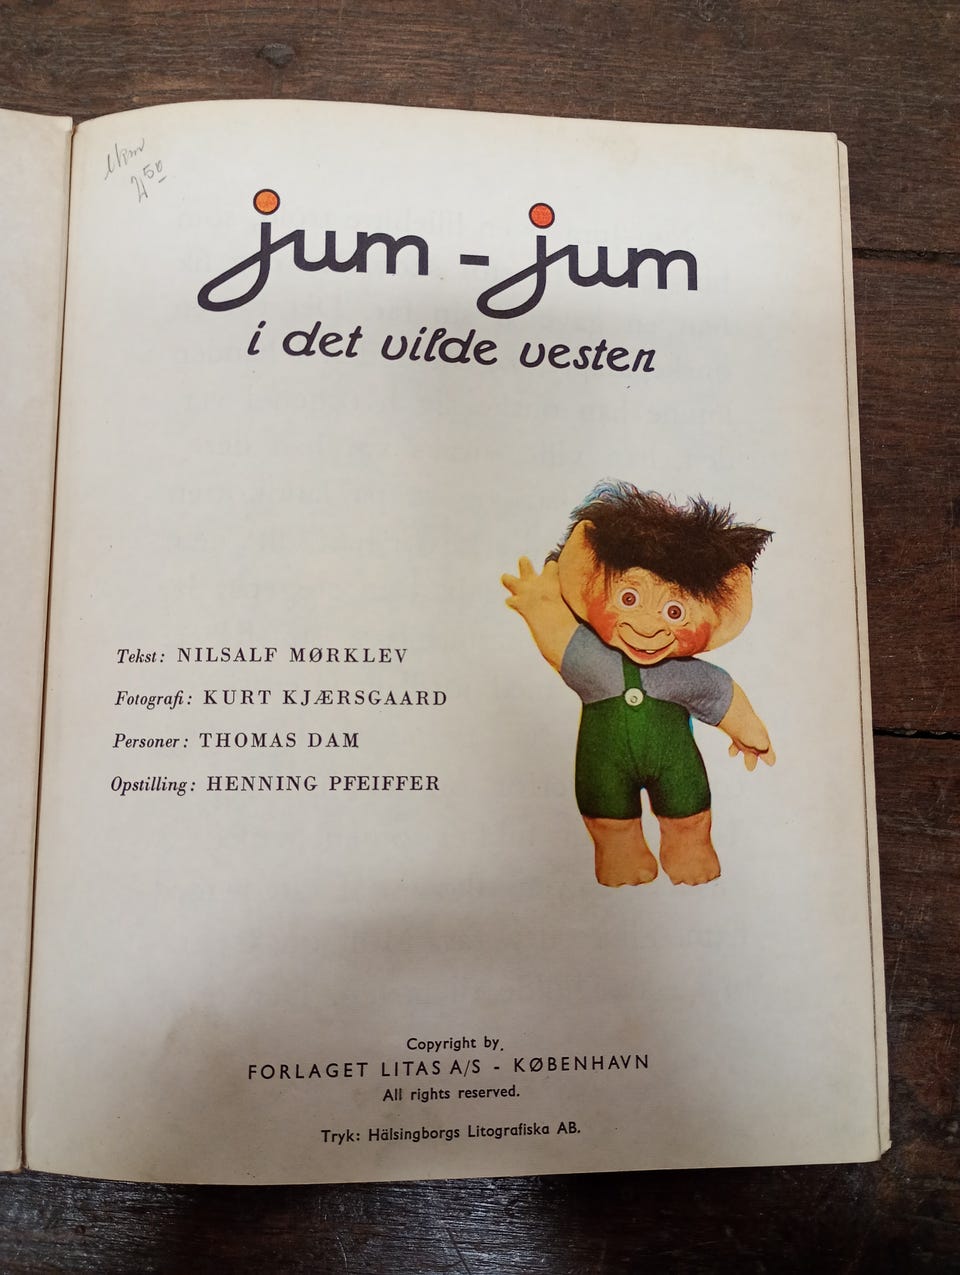 jum - jum
i det vilde vesten
Tekst: NILSALF MØRKLEV
Fotografi: KURT KJÆRSGAARD
Personer: THOMAS DAM
Opstilling: HENNING PFEIFFER
Copyright by
FORLAGET LITAS A/S - KØBENHAVN
All rights reserved.
Tryk: Hälsingborgs Litografiska AB.